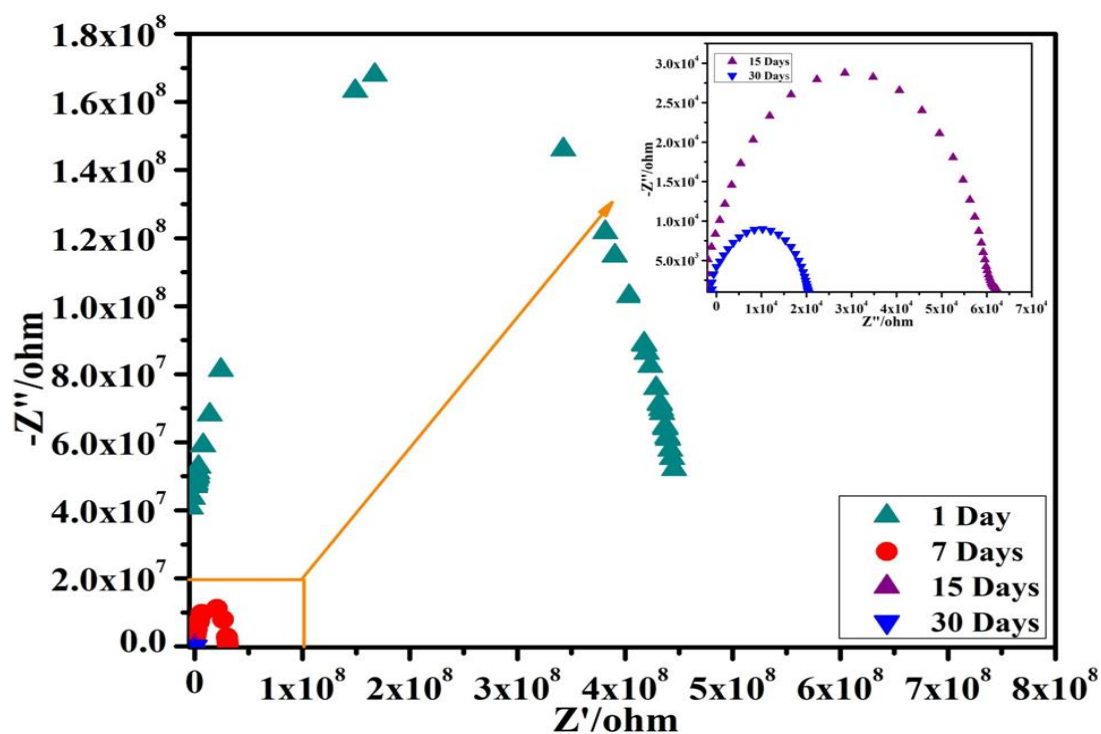 -Z"/ohm
1.8x10⁸
1.6x10⁸
1.4x10⁸
1.2x10⁸
1.0x10⁸
8.0x10⁷
6.0x10⁷
4.0x10⁷
2.0x10⁷
0.0
0 1x10⁸ 2x10⁸ 3x10⁸ 4x10⁸ 5x10⁸ 6x10⁸ 7x10⁸ 8x10⁸
Z'/ohm
1 Day
7 Days
15 Days
30 Days
15 Days
30 Days
-Z"/ohm
3.0x10⁴
2.5x10⁴
2.0x10⁴
1.5x10⁴
1.0x10⁴
5.0x10³
1x10⁴ 2x10⁴ 3x10⁴ 4x10⁴ 5x10⁴ 6x10⁴ 7x10⁴
Z"/ohm